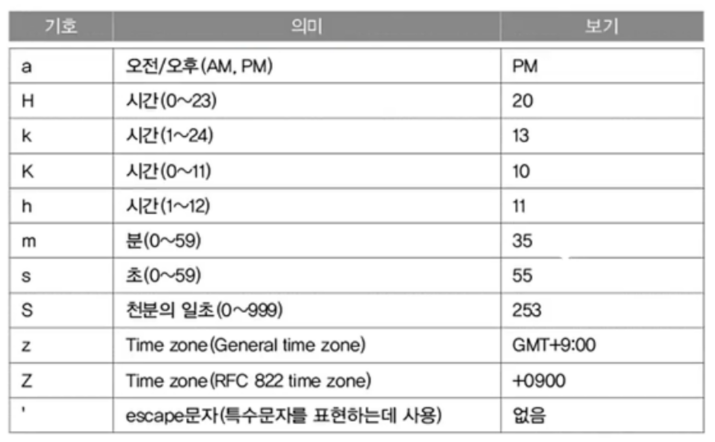 기호 의미 보기
a 오전/오후(AM, PM) PM
H 시간(0~23) 20
k 시간(1~24) 13
K 시간(0~11) 10
h 시간(1~12) 11
m 분(0~59) 35
s 초(0~59) 55
S 천분의 일초(0~999) 253
z Time zone(General time zone) GMT+9:00
Z Time zone(RFC 822 time zone) +0900
' escape문자(특수문자를 표현하는데 사용) 없음